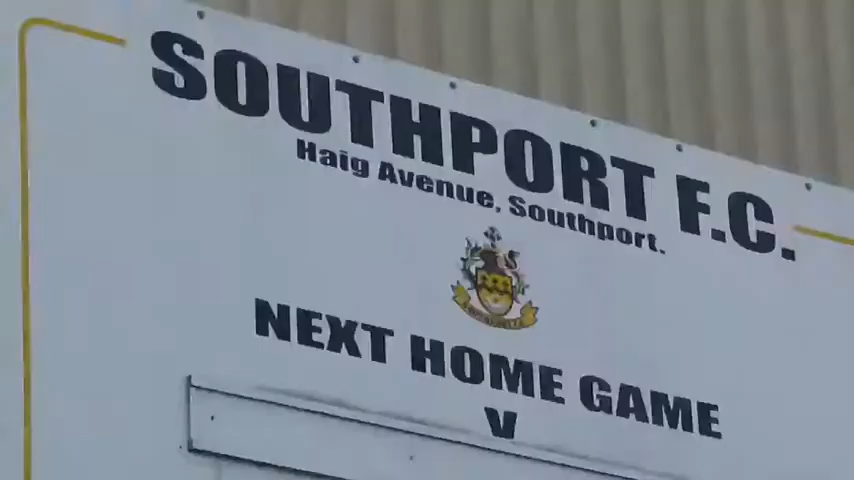 SOUTHPORT F.C.
Haig Avenue, Southport.
NEXT HOME GAME
V